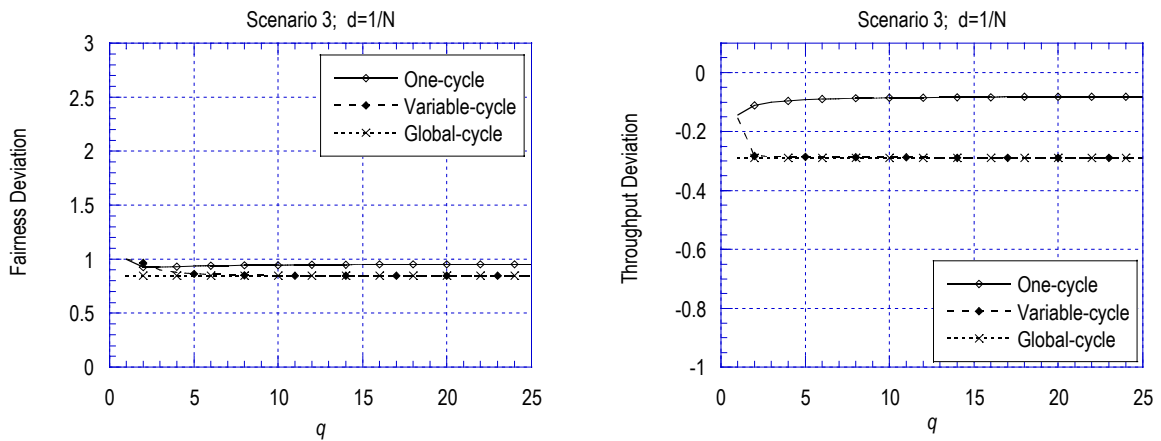 Scenario 3; d=1/N
Fairness Deviation
3
2.5
2
1.5
1
0.5
0
One-cycle
Variable-cycle
Global-cycle
0 5 10 15 20 25
q
Scenario 3; d=1/N
Throughput Deviation
0
-0.2
-0.4
-0.6
-0.8
-1
One-cycle
Variable-cycle
Global-cycle
0 5 10 15 20 25
q